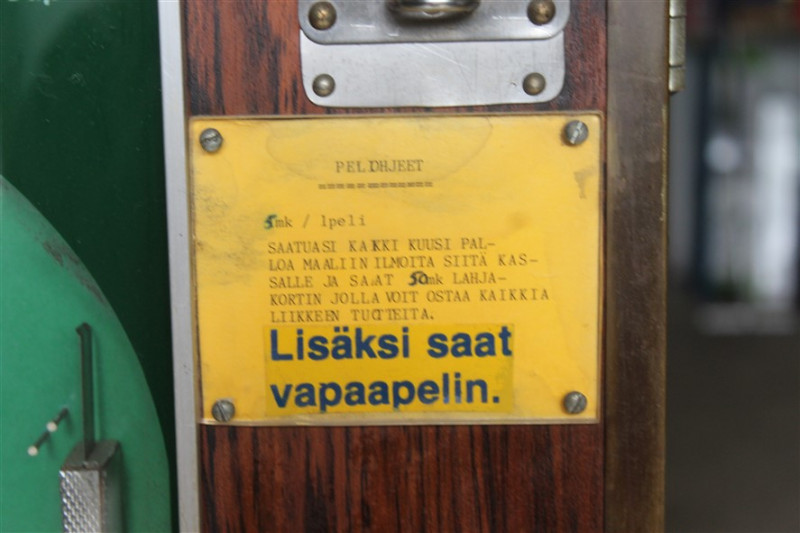 PELIOHJEET
5mk / 1peli
SAATUASI KAIKKI KUUSI PAL-
LOA MAALIIN ILMOITA SIITÄ KAS-
SALLE JA SAAT 50mk LAHJA-
KORTIN JOLLA VOIT OSTAA KAIKKIA
LIIKKEEN TUOTTEITA.
Lisäksi saat
vapaapelin.